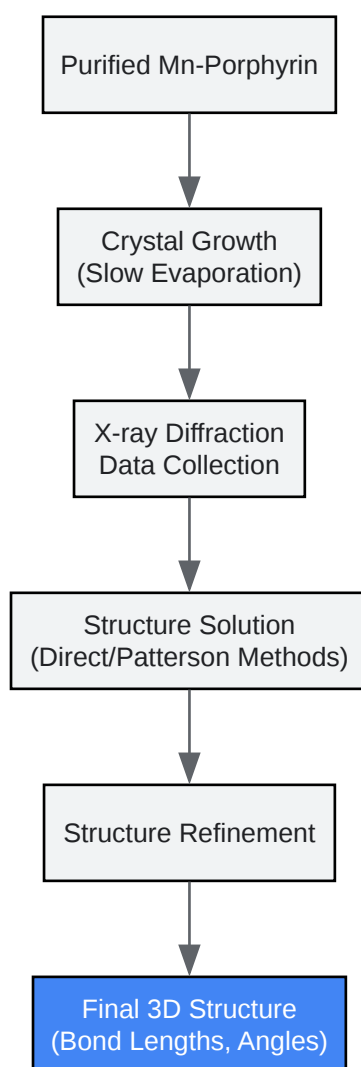 Purified Mn-Porphyrin
Crystal Growth
(Slow Evaporation)
X-ray Diffraction
Data Collection
Structure Solution
(Direct/Patterson Methods)
Structure Refinement
Final 3D Structure
(Bond Lengths, Angles)